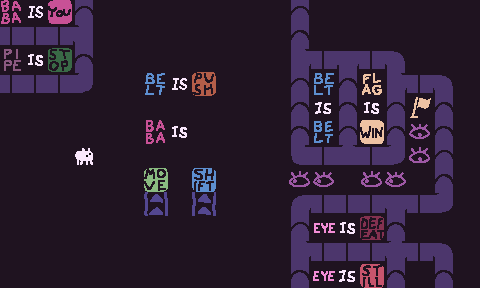 BABA IS YOU
PIPE IS STOP
BELT IS PUSH
BABA IS
MOVE SHIFT
BELT IS BELT
FLAG IS WIN
EYE IS DEFEAT
EYE IS STILL